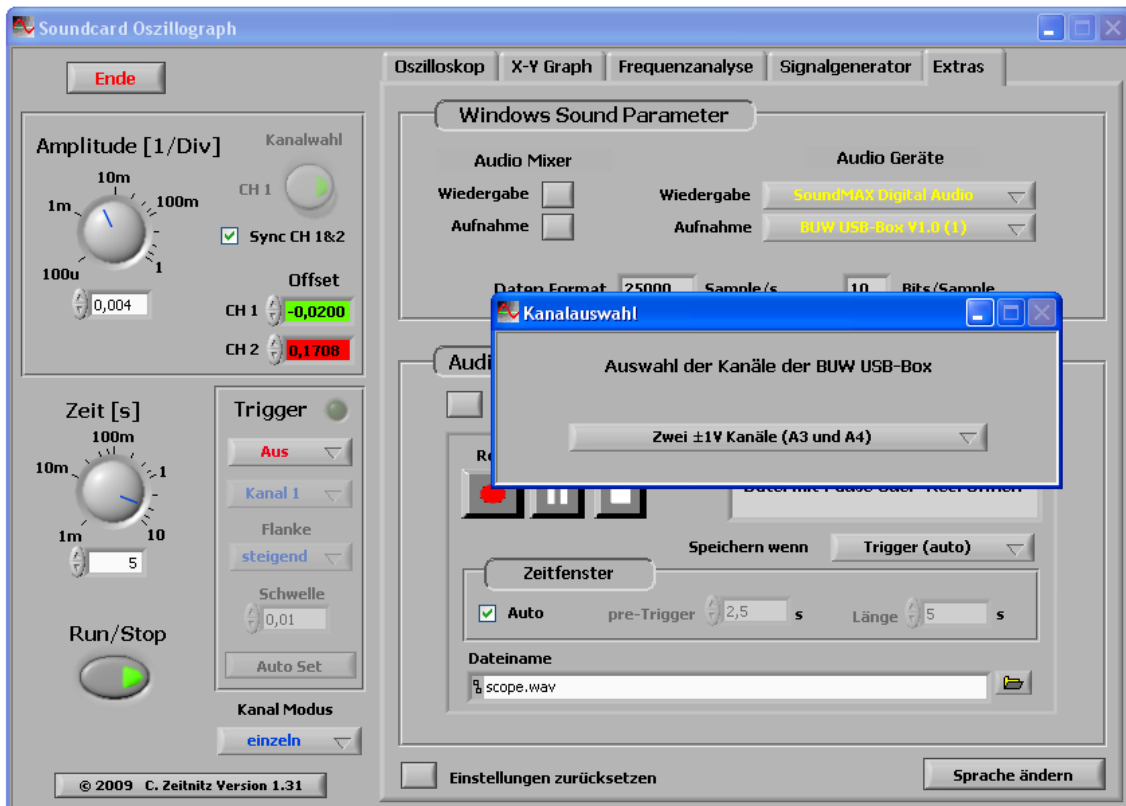 Soundcard Oszillograph
Ende
Oszilloskop
X-Y Graph
Frequenzanalyse
Signalgenerator
Extras
Amplitude [1/Div]
Kanalwahl
10m
1m
100m
100u
1
CH 1
Sync CH 1&2
0,004
Offset
CH 1 -0,0200
CH 2 0,1708
Zeit [s]
100m
10m
1
1m
10
5
Run/Stop
Trigger
Aus
Kanal 1
Flanke
steigend
Schwelle
0,01
Auto Set
Kanal Modus
einzeln
© 2009 C. Zeitnitz Version 1.31
Windows Sound Parameter
Audio Mixer
Wiedergabe
Aufnahme
Audio Geräte
Wiedergabe SoundMAX Digital Audio
Aufnahme BUW USB-Box V1.0 (1)
Daten Format 25000 Sample/s 10 Bits/Sample
Kanalauswahl
Auswahl der Kanäle der BUW USB-Box
Zwei ±1V Kanäle (A3 und A4)
Speichern wenn Trigger (auto)
Zeitfenster
Auto
pre-Trigger 2,5 s
Länge 5 s
Dateiname
scope.wav
Einstellungen zurücksetzen
Sprache ändern